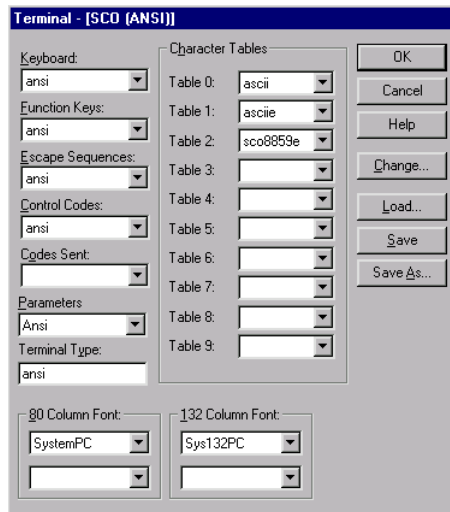 Terminal - [SCO (ANSI)]
Keyboard:
ansi
Function Keys:
ansi
Escape Sequences:
ansi
Control Codes:
ansi
Codes Sent:
Parameters
Ansi
Terminal Type:
ansi
Character Tables
Table 0: ascii
Table 1: asciie
Table 2: sco8859e
Table 3:
Table 4:
Table 5:
Table 6:
Table 7:
Table 8:
Table 9:
OK
Cancel
Help
Change...
Load...
Save
Save As...
80 Column Font:
SystemPC
132 Column Font:
Sys132PC